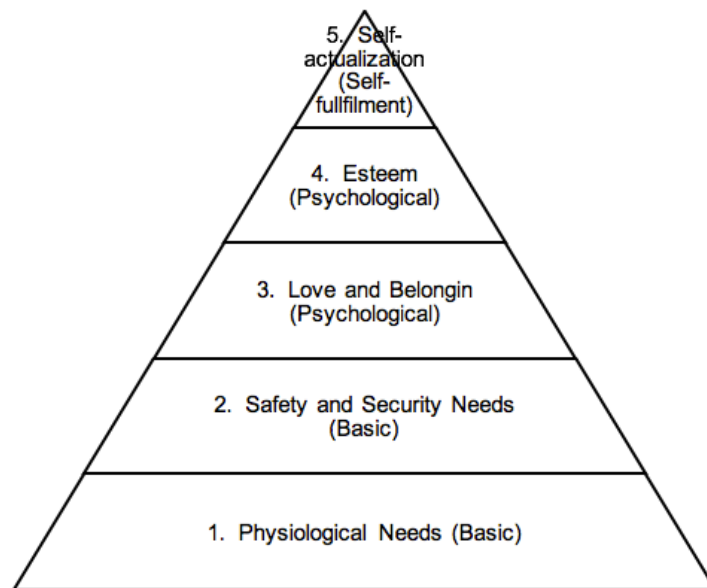 5. Self-
actualization
(Self-
fullfilment)
4. Esteem
(Psychological)
3. Love and Belongin
(Psychological)
2. Safety and Security Needs
(Basic)
1. Physiological Needs (Basic)